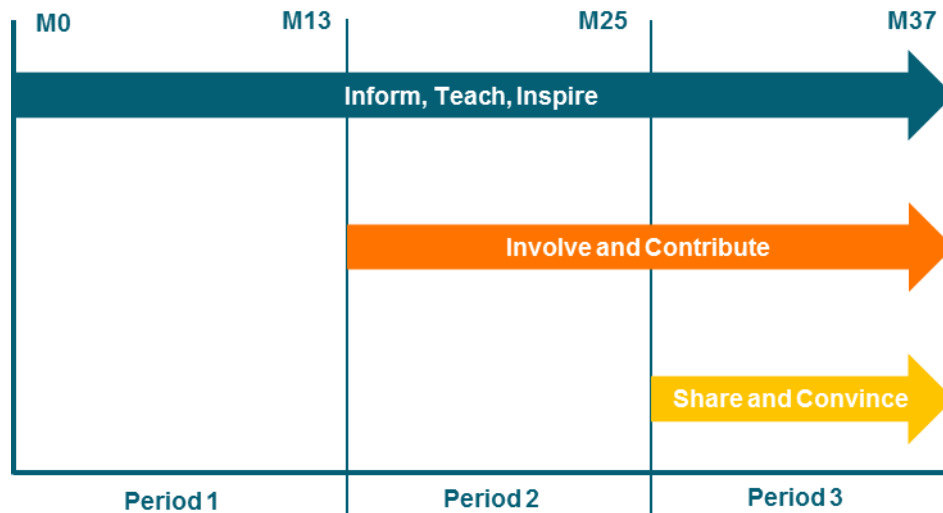 M0
M13
M25
M37
Inform, Teach, Inspire
Involve and Contribute
Share and Convince
Period 1
Period 2
Period 3